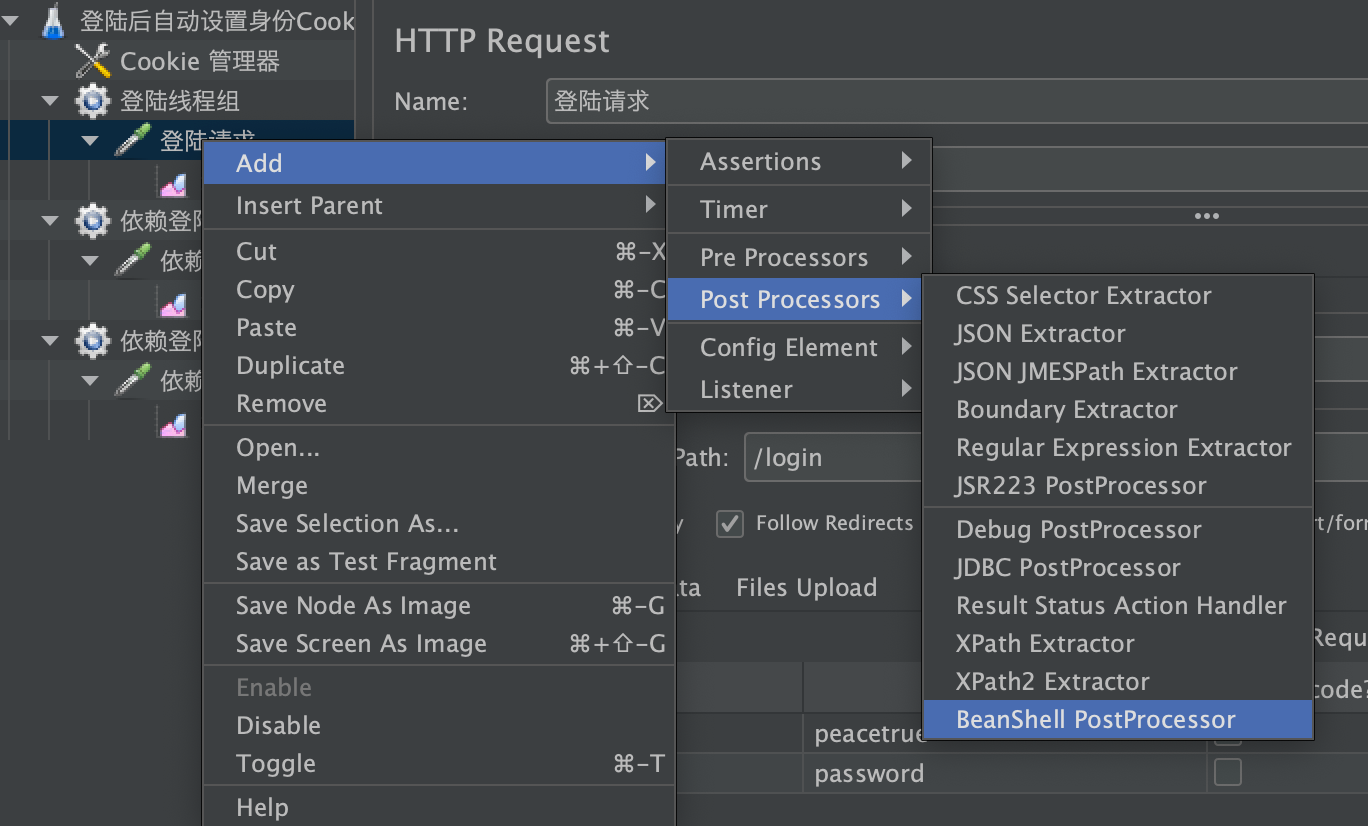 登陆后自动设置身份Cook
Cookie 管理器
登陆线程组
登陆请求
依赖登陆
依赖
依赖登陆
依赖
HTTP Request
Name: 登陆请求
Add
Insert Parent
Cut ⌘-X
Copy ⌘-C
Paste ⌘-V
Duplicate ⌘+⇧-C
Remove ⌦
Open...
Merge
Save Selection As...
Save as Test Fragment
Save Node As Image ⌘-G
Save Screen As Image ⌘+⇧-G
Enable
Disable
Toggle ⌘-T
Help
Assertions
Timer
Pre Processors
Post Processors
Config Element
Listener
CSS Selector Extractor
JSON Extractor
JSON JMESPath Extractor
Boundary Extractor
Regular Expression Extractor
JSR223 PostProcessor
Debug PostProcessor
JDBC PostProcessor
Result Status Action Handler
XPath Extractor
XPath2 Extractor
BeanShell PostProcessor
Path: /login
Follow Redirects
rt/for
ta Files Upload
Requ
code?
peacetrue
password